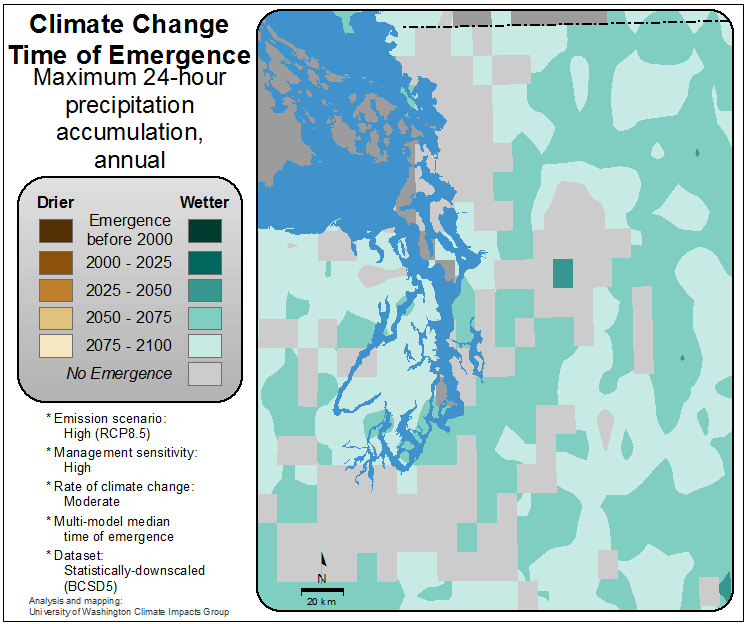 Climate Change
Time of Emergence
Maximum 24-hour
precipitation
accumulation,
annual
Drier Wetter
Emergence
before 2000
2000 - 2025
2025 - 2050
2050 - 2075
2075 - 2100
No Emergence
* Emission scenario:
High (RCP8.5)
* Management sensitivity:
High
* Rate of climate change:
Moderate
* Multi-model median
time of emergence
* Dataset:
Statistically-downscaled
(BCSD5)
Analysis and mapping:
University of Washington Climate Impacts Group
N
20 km